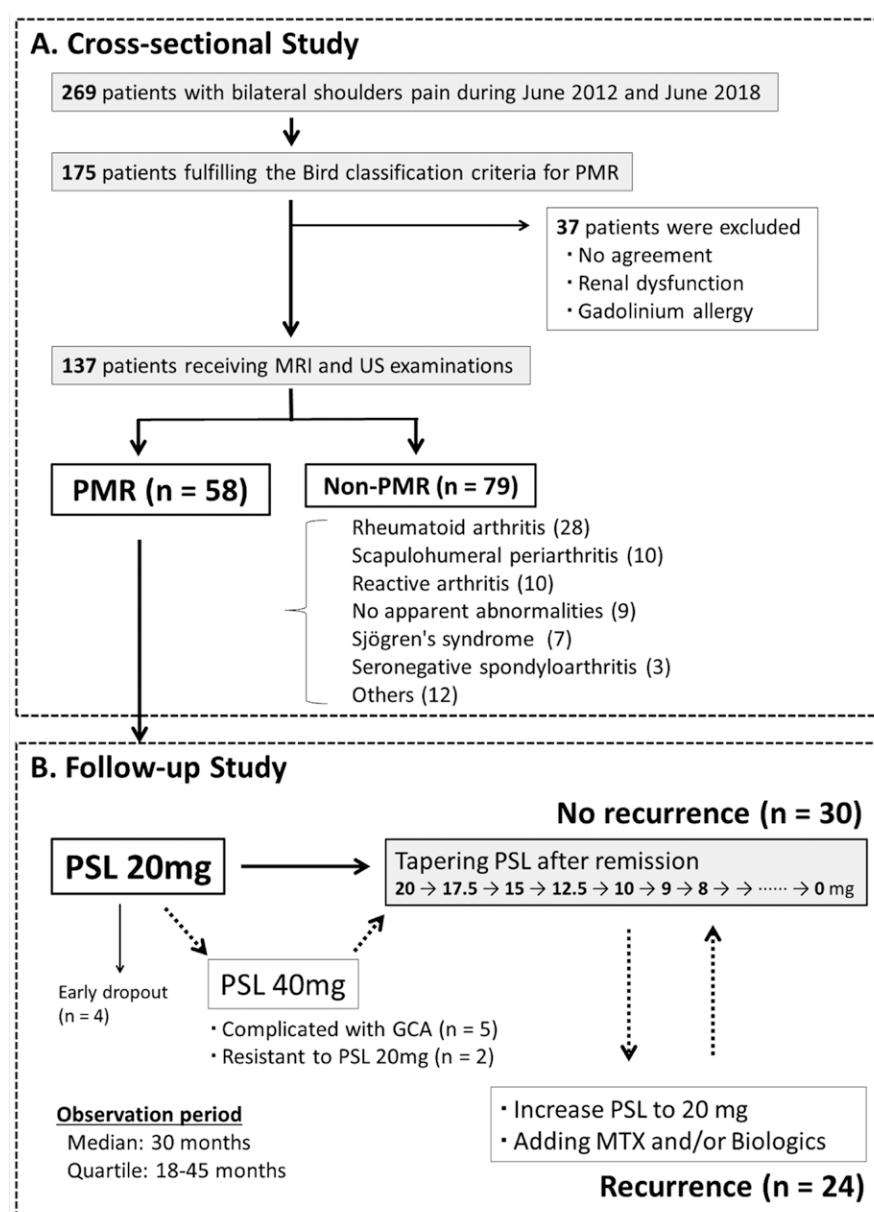 A. Cross-sectional Study
269 patients with bilateral shoulders pain during June 2012 and June 2018
175 patients fulfilling the Bird classification criteria for PMR
37 patients were excluded
・No agreement
・Renal dysfunction
・Gadolinium allergy
137 patients receiving MRI and US examinations
PMR (n = 58)
Non-PMR (n = 79)
Rheumatoid arthritis (28)
Scapulohumeral periarthritis (10)
Reactive arthritis (10)
No apparent abnormalities (9)
Sjögren's syndrome (7)
Seronegative spondyloarthritis (3)
Others (12)
B. Follow-up Study
No recurrence (n = 30)
PSL 20mg
Tapering PSL after remission
20 → 17.5 → 15 → 12.5 → 10 → 9 → 8 → → ······ → 0 mg
Early dropout
(n = 4)
PSL 40mg
・Complicated with GCA (n = 5)
・Resistant to PSL 20mg (n = 2)
Observation period
Median: 30 months
Quartile: 18-45 months
・Increase PSL to 20 mg
・Adding MTX and/or Biologics
Recurrence (n = 24)